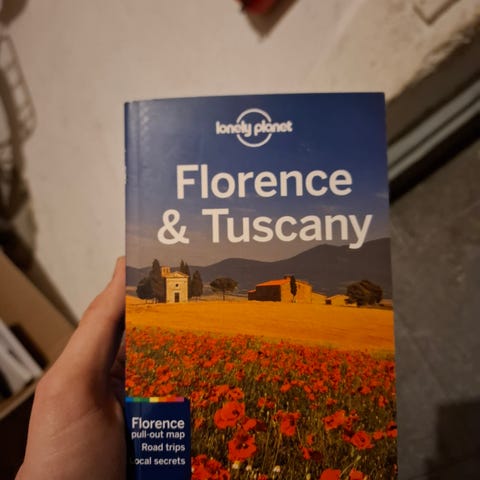 lonely planet
Florence
& Tuscany
Florence
pull-out map
Road trips
Local secrets